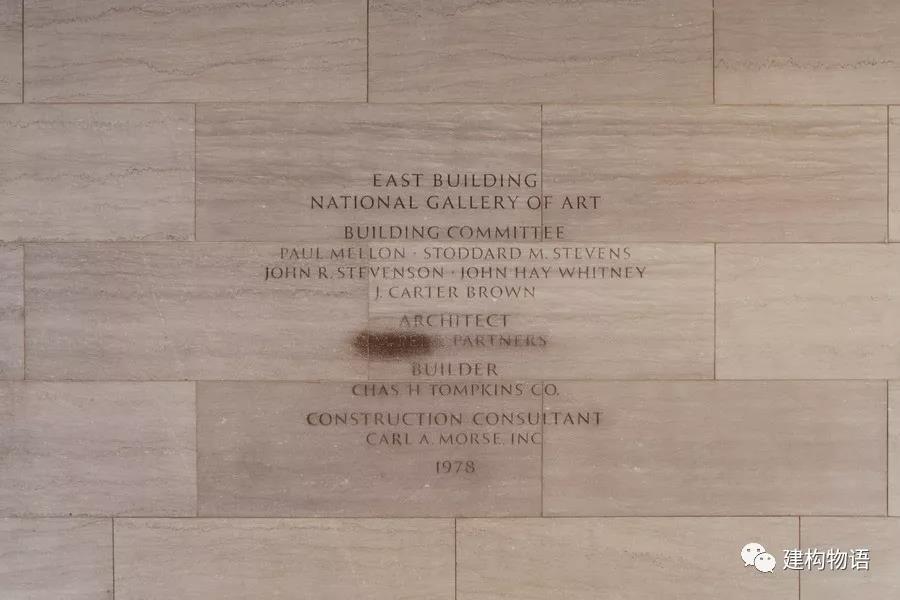 EAST BUILDING
NATIONAL GALLERY OF ART
BUILDING COMMITTEE
PAUL MELLON · STODDARD M. STEVENS
JOHN R. STEVENSON · JOHN HAY WHITNEY
J. CARTER BROWN
ARCHITECT
PARTNERS
BUILDER
CHAS H TOMPKINS CO.
CONSTRUCTION CONSULTANT
CARL A. MORSE, INC
1978
建构物语